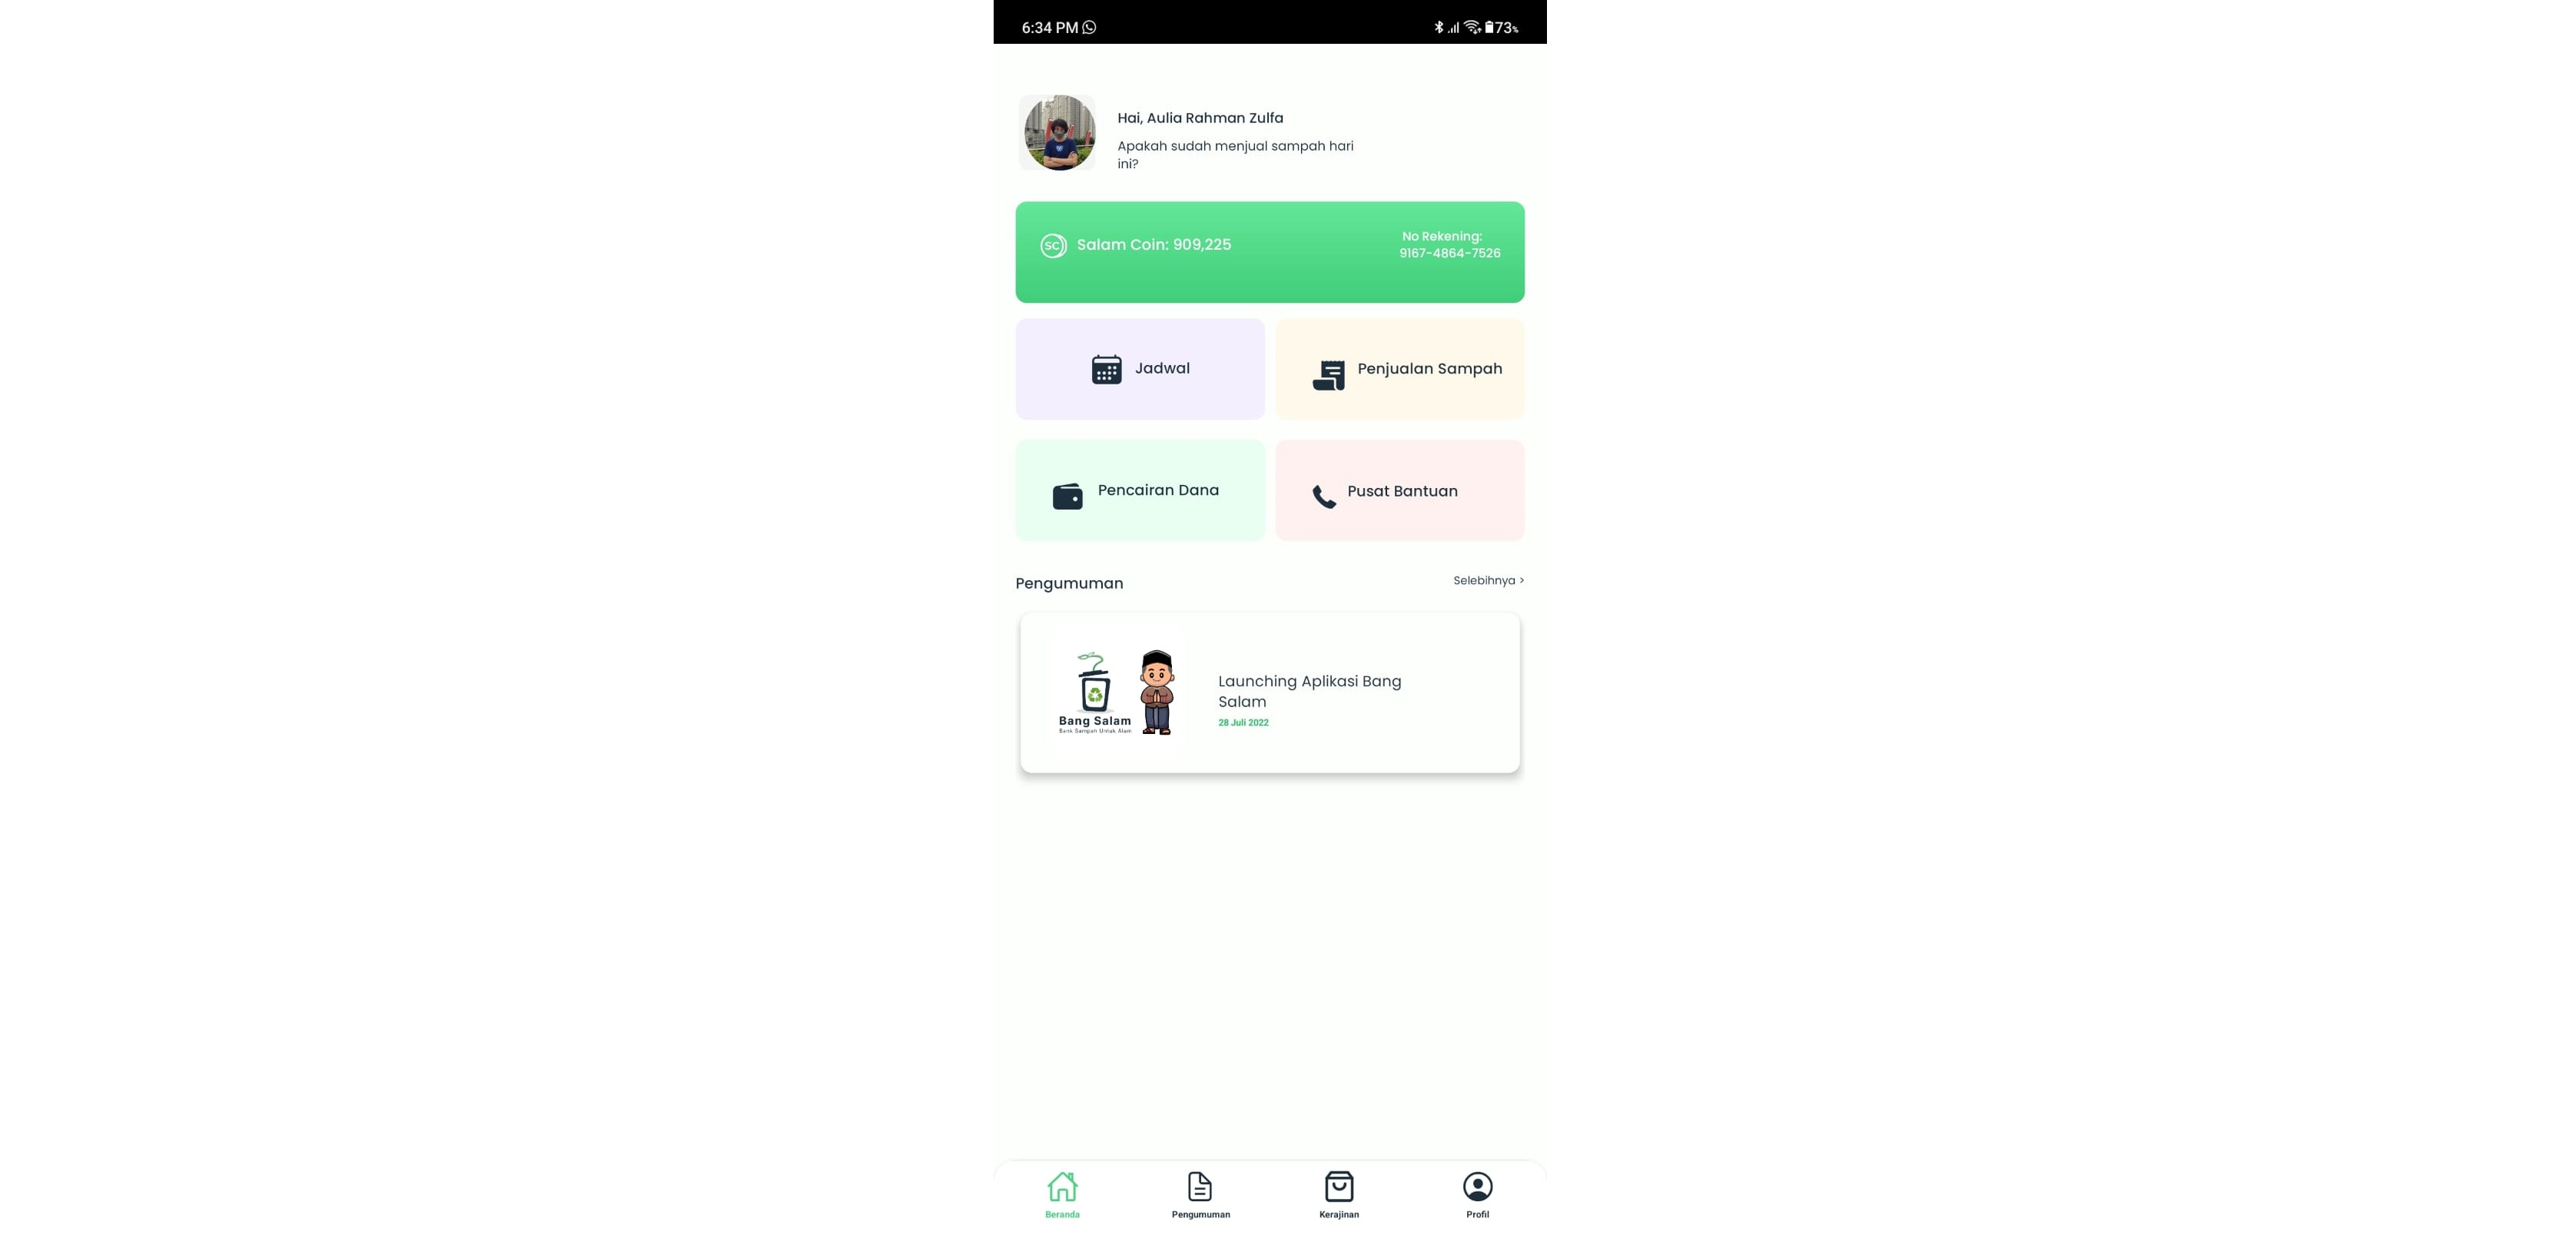 6:34 PM
73%
Hai, Aulia Rahman Zulfa
Apakah sudah menjual sampah hari
ini?
SC Salam Coin: 909,225
No Rekening:
9167-4864-7526
Jadwal
Penjualan Sampah
Pencairan Dana
Pusat Bantuan
Pengumuman
Selebihnya >
Bang Salam
Bank Sampah Untuk Alam
Launching Aplikasi Bang
Salam
28 Juli 2022
Beranda
Pengumuman
Kerajinan
Profil